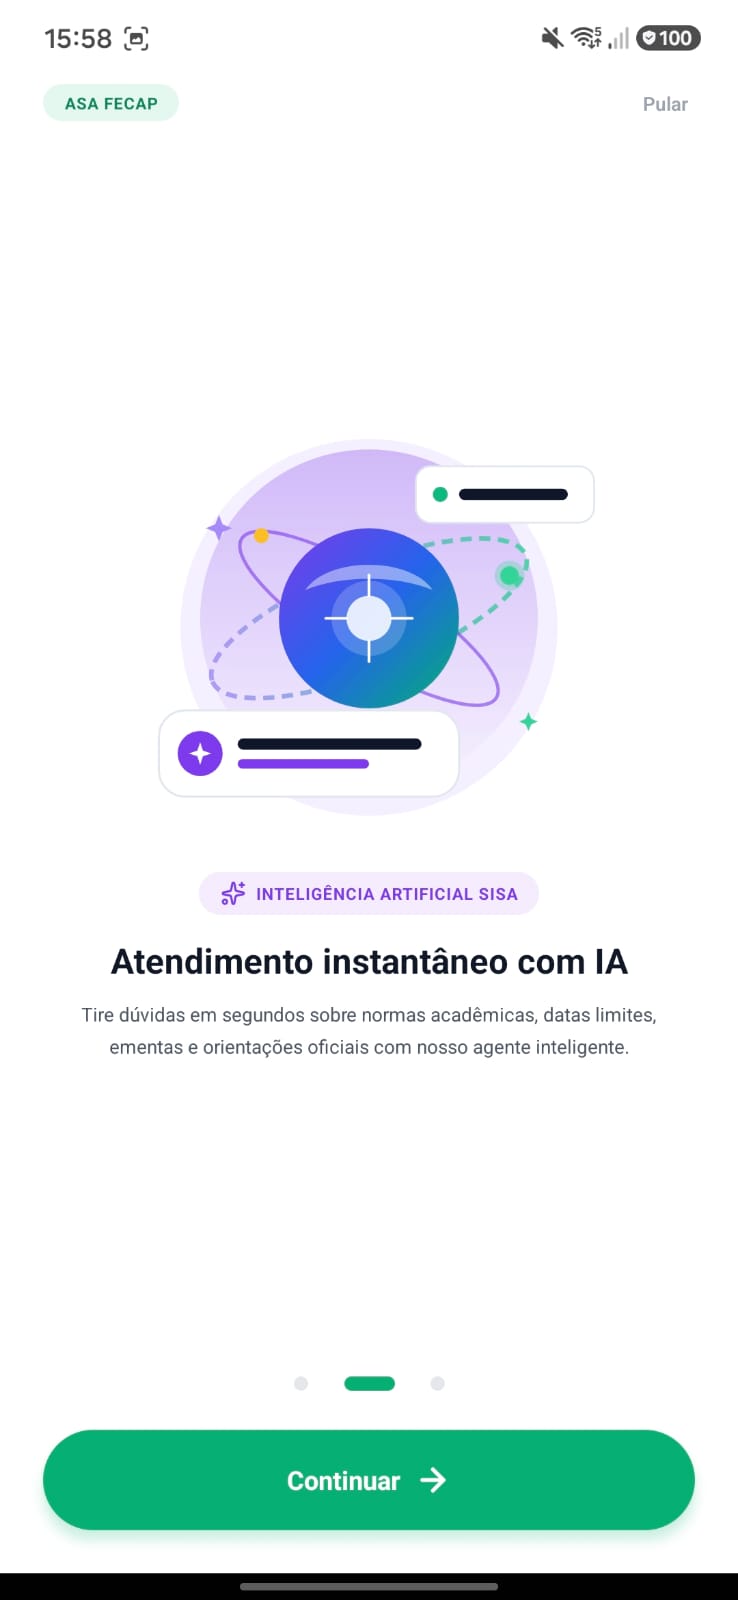 15:58
5
100
ASA FECAP
Pular
INTELIGÊNCIA ARTIFICIAL SISA
Atendimento instantâneo com IA
Tire dúvidas em segundos sobre normas acadêmicas, datas limites,
ementas e orientações oficiais com nosso agente inteligente.
Continuar